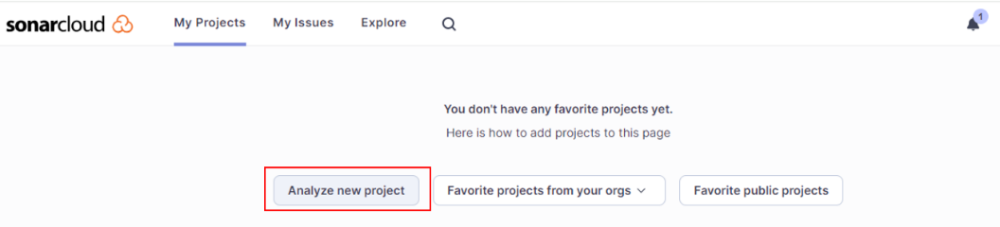 sonarcloud My Projects My Issues Explore 1
You don't have any favorite projects yet.
Here is how to add projects to this page
Analyze new project Favorite projects from your orgs Favorite public projects